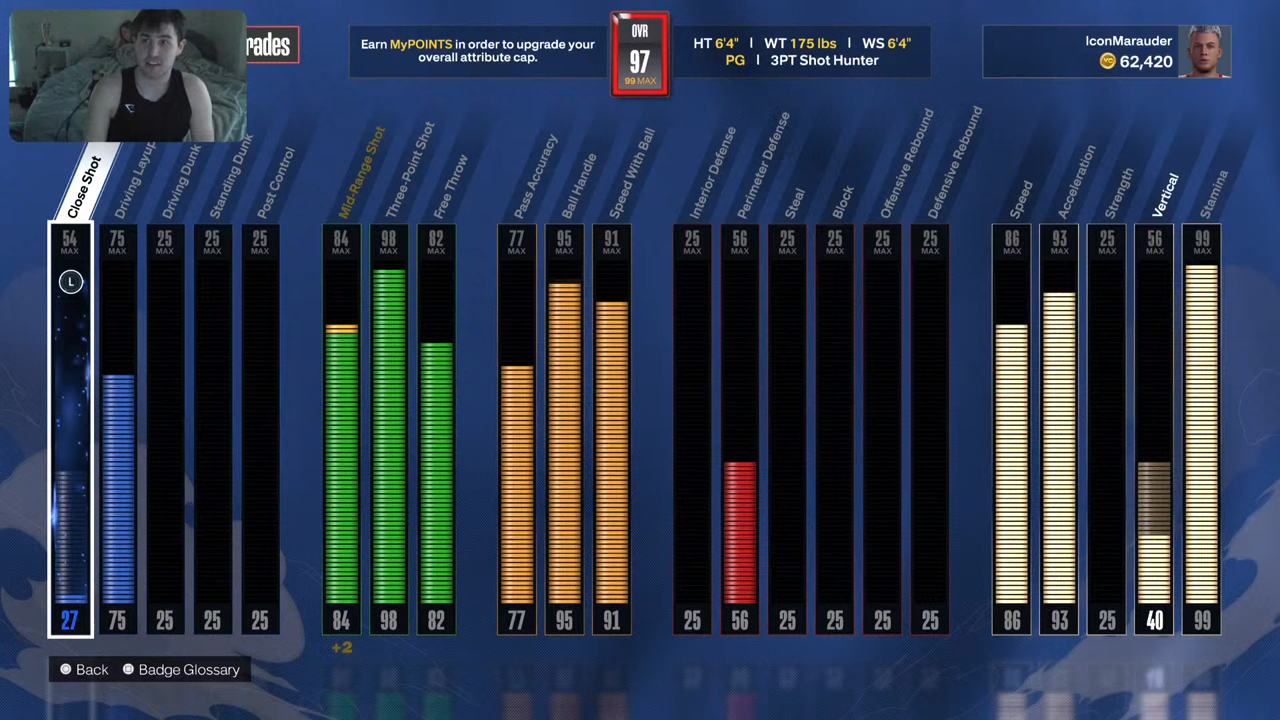 rades
Earn MyPOINTS in order to upgrade your
overall attribute cap.
OVR
97
99 MAX
HT 6'4" | WT 175 lbs | WS 6'4"
PG | 3PT Shot Hunter
IconMarauder
VC 62,420
Close Shot
Driving Layup
Driving Dunk
Standing Dunk
Post Control
Mid-Range Shot
Three-Point Shot
Free Throw
Pass Accuracy
Ball Handle
Speed With Ball
Interior Defense
Perimeter Defense
Steal
Block
Offensive Rebound
Defensive Rebound
Speed
Acceleration
Strength
Vertical
Stamina
54 75 25 25 25 84 98 82 77 95 91 25 56 25 25 25 25 86 93 25 56 99
MAX MAX MAX MAX MAX MAX MAX MAX MAX MAX MAX MAX MAX MAX MAX MAX MAX MAX MAX MAX MAX MAX
L
27 75 25 25 25 84 98 82 77 95 91 25 56 25 25 25 25 86 93 25 40 99
+2
Back Badge Glossary